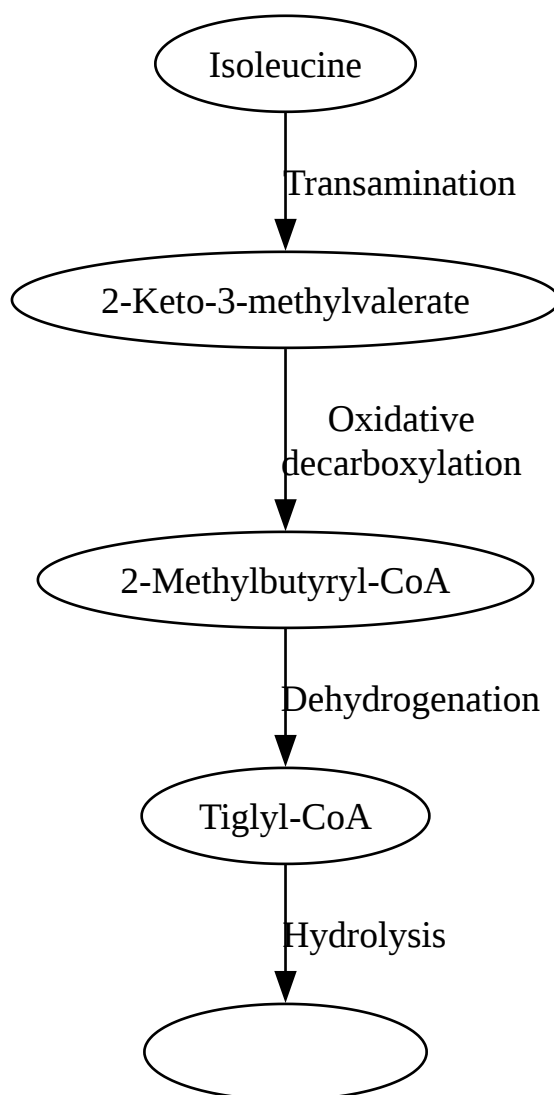 Isoleucine
Transamination
2-Keto-3-methylvalerate
Oxidative
decarboxylation
2-Methylbutyryl-CoA
Dehydrogenation
Tiglyl-CoA
Hydrolysis